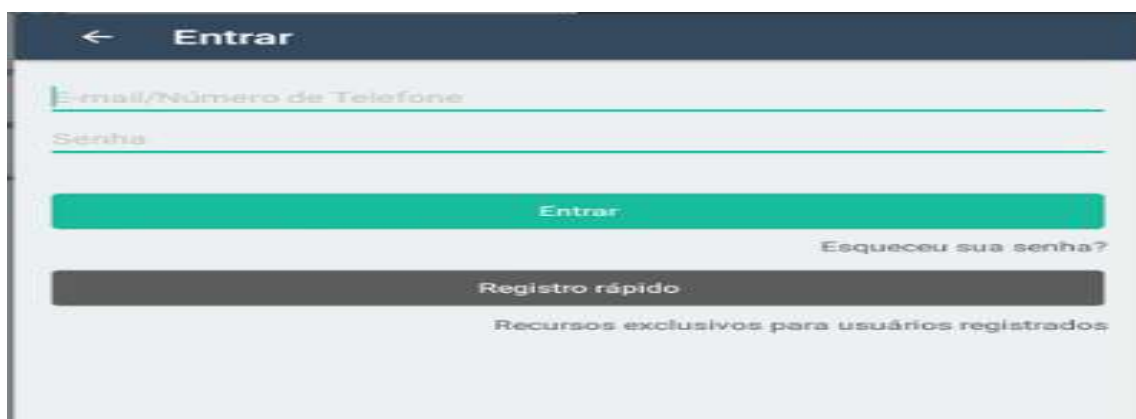 Entrar
E-mail/Número de Telefone
Senha
Entrar
Esqueceu sua senha?
Registro rápido
Recursos exclusivos para usuários registrados